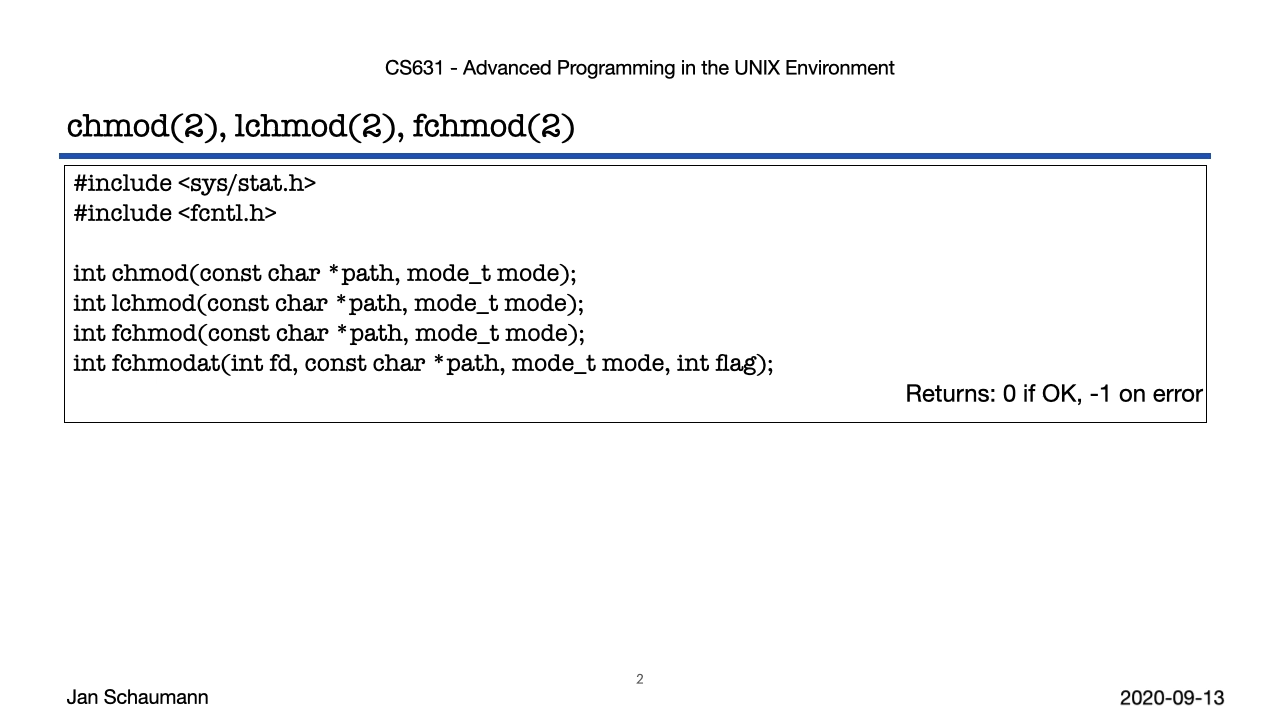 CS631 - Advanced Programming in the UNIX Environment
chmod(2), lchmod(2), fchmod(2)
#include <sys/stat.h>
#include <fcntl.h>
int chmod(const char *path, mode_t mode);
int lchmod(const char *path, mode_t mode);
int fchmod(const char *path, mode_t mode);
int fchmodat(int fd, const char *path, mode_t mode, int flag);
Returns: 0 if OK, -1 on error
2
Jan Schaumann
2020-09-13